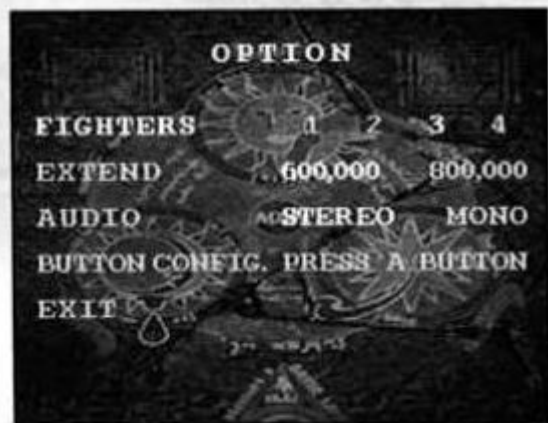 OPTION
FIGHTERS 1 2 3 4
EXTEND 600,000 800,000
AUDIO STEREO MONO
BUTTON CONFIG. PRESS A BUTTON
EXIT